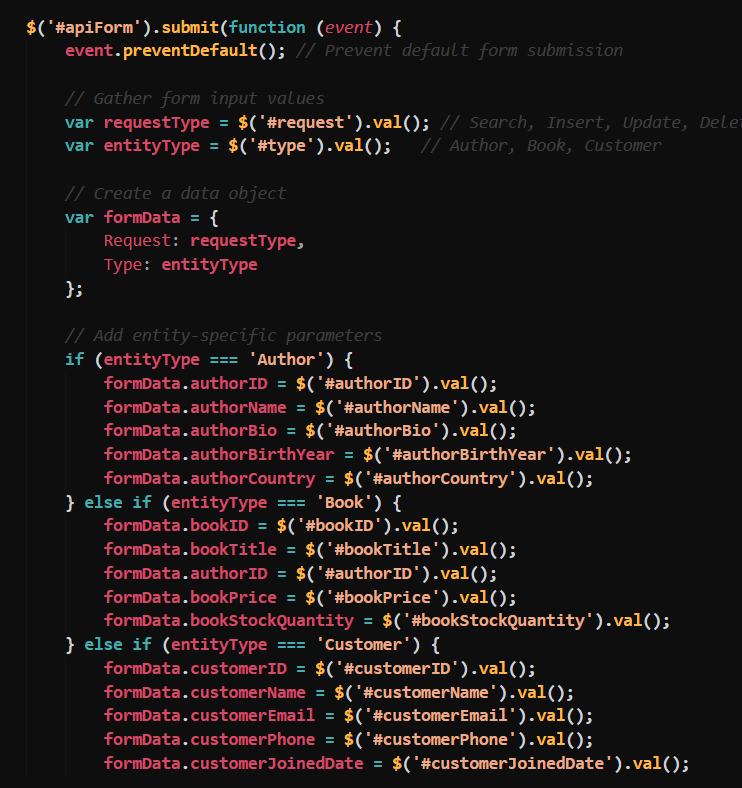 $('#apiForm').submit(function (event) {
    event.preventDefault(); // Prevent default form submission

    // Gather form input values
    var requestType = $('#request').val(); // Search, Insert, Update, Delet
    var entityType = $('#type').val();   // Author, Book, Customer

    // Create a data object
    var formData = {
        Request: requestType,
        Type: entityType
    };

    // Add entity-specific parameters
    if (entityType === 'Author') {
        formData.authorID = $('#authorID').val();
        formData.authorName = $('#authorName').val();
        formData.authorBio = $('#authorBio').val();
        formData.authorBirthYear = $('#authorBirthYear').val();
        formData.authorCountry = $('#authorCountry').val();
    } else if (entityType === 'Book') {
        formData.bookID = $('#bookID').val();
        formData.bookTitle = $('#bookTitle').val();
        formData.authorID = $('#authorID').val();
        formData.bookPrice = $('#bookPrice').val();
        formData.bookStockQuantity = $('#bookStockQuantity').val();
    } else if (entityType === 'Customer') {
        formData.customerID = $('#customerID').val();
        formData.customerName = $('#customerName').val();
        formData.customerEmail = $('#customerEmail').val();
        formData.customerPhone = $('#customerPhone').val();
        formData.customerJoinedDate = $('#customerJoinedDate').val();